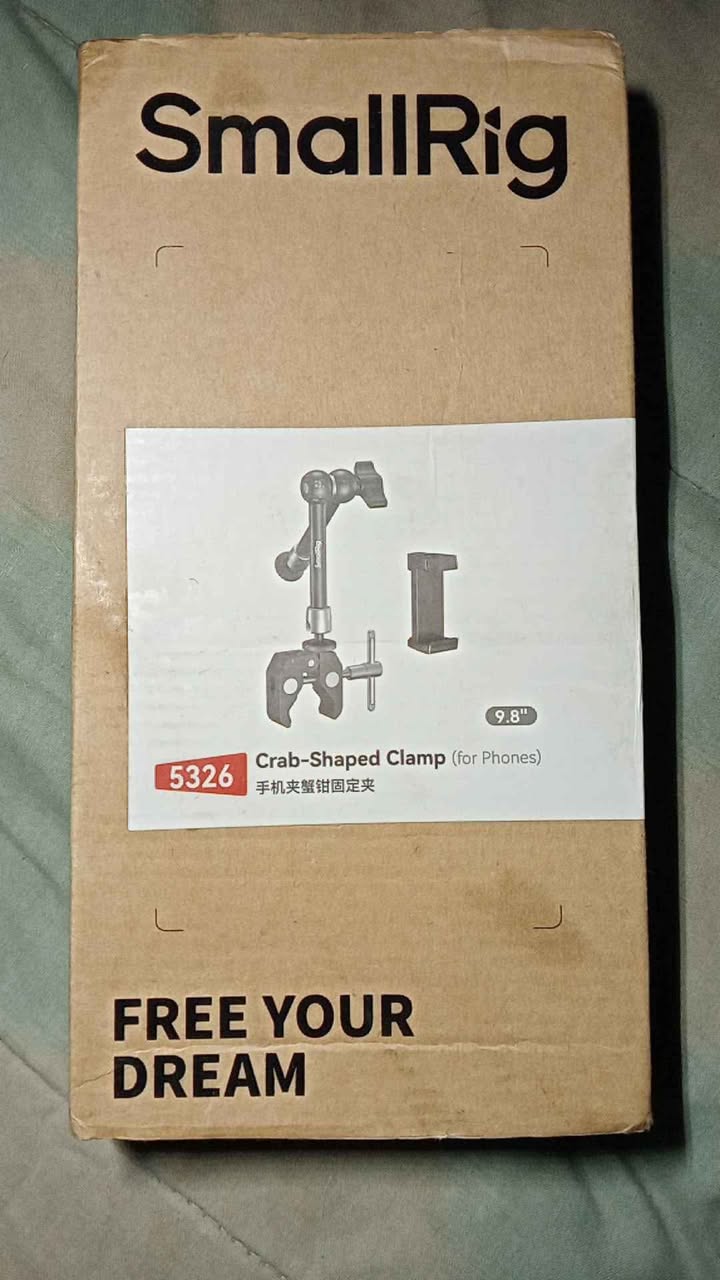 SmallRig
9.8"
5326
Crab-Shaped Clamp (for Phones)
手机夹蟹钳固定夹
FREE YOUR
DREAM